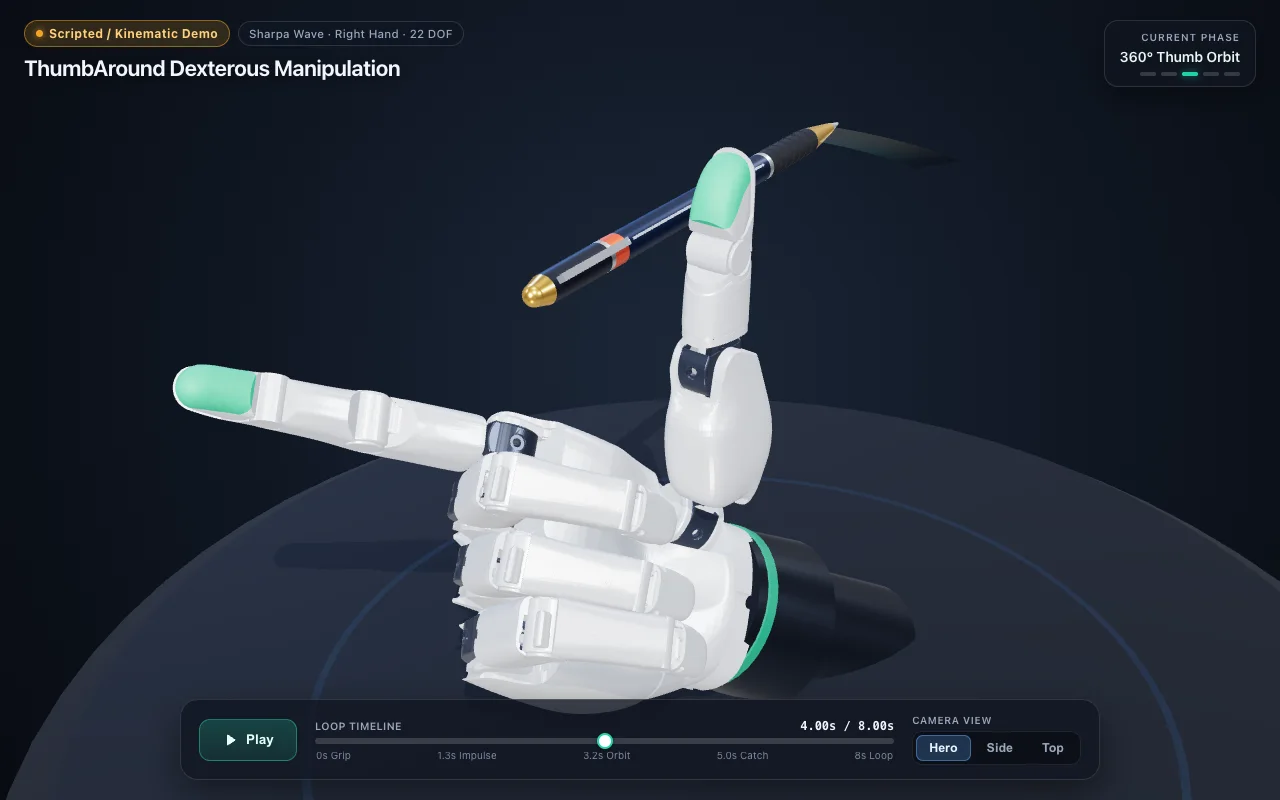 Scripted / Kinematic Demo
Sharpa Wave · Right Hand · 22 DOF
ThumbAround Dexterous Manipulation
CURRENT PHASE
360° Thumb Orbit
Play
LOOP TIMELINE
4.00s / 8.00s
0s Grip
1.3s Impulse
3.2s Orbit
5.0s Catch
8s Loop
CAMERA VIEW
Hero
Side
Top